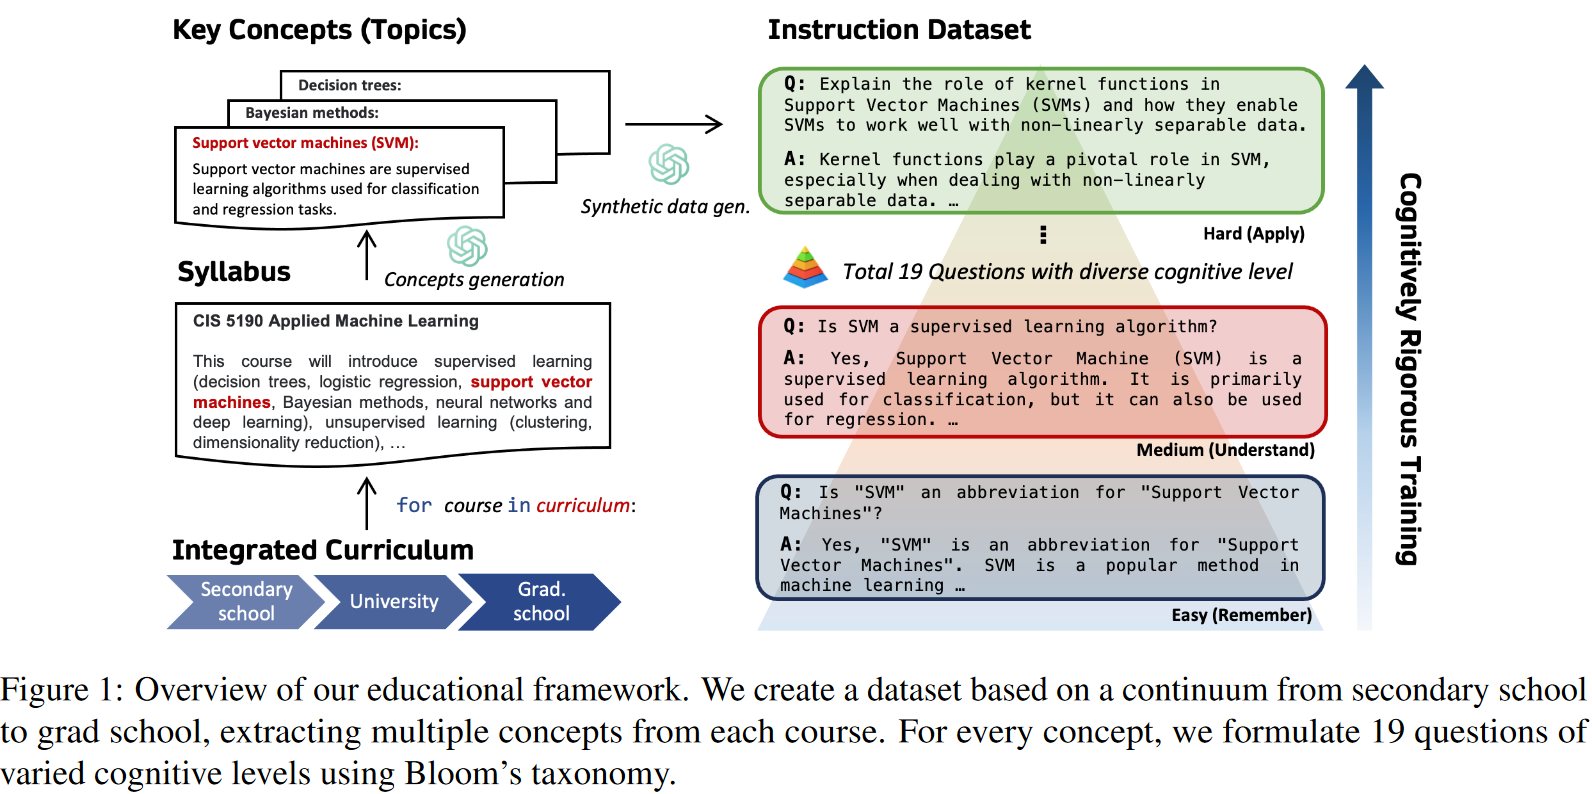 Key Concepts (Topics)
Decision trees:
Bayesian methods:
Support vector machines (SVM):
Support vector machines are supervised
learning algorithms used for classification
and regression tasks.
Synthetic data gen.
Concepts generation
Syllabus
CIS 5190 Applied Machine Learning
This course will introduce supervised learning
(decision trees, logistic regression, support vector
machines, Bayesian methods, neural networks and
deep learning), unsupervised learning (clustering,
dimensionality reduction), ...
for course in curriculum:
Integrated Curriculum
Secondary
school
University
Grad.
school
Instruction Dataset
Q: Explain the role of kernel functions in
Support Vector Machines (SVMs) and how they enable
SVMs to work well with non-linearly separable data.
A: Kernel functions play a pivotal role in SVM,
especially when dealing with non-linearly
separable data. ...
Hard (Apply)
Total 19 Questions with diverse cognitive level
Q: Is SVM a supervised learning algorithm?
A: Yes, Support Vector Machine (SVM) is a
supervised learning algorithm. It is primarily
used for classification, but it can also be used
for regression. ...
Medium (Understand)
Q: Is "SVM" an abbreviation for "Support Vector
Machines"?
A: Yes, "SVM" is an abbreviation for "Support
Vector Machines". SVM is a popular method in
machine learning ...
Easy (Remember)
Cognitively Rigorous Training
Figure 1: Overview of our educational framework. We create a dataset based on a continuum from secondary school
to grad school, extracting multiple concepts from each course. For every concept, we formulate 19 questions of
varied cognitive levels using Bloom's taxonomy.